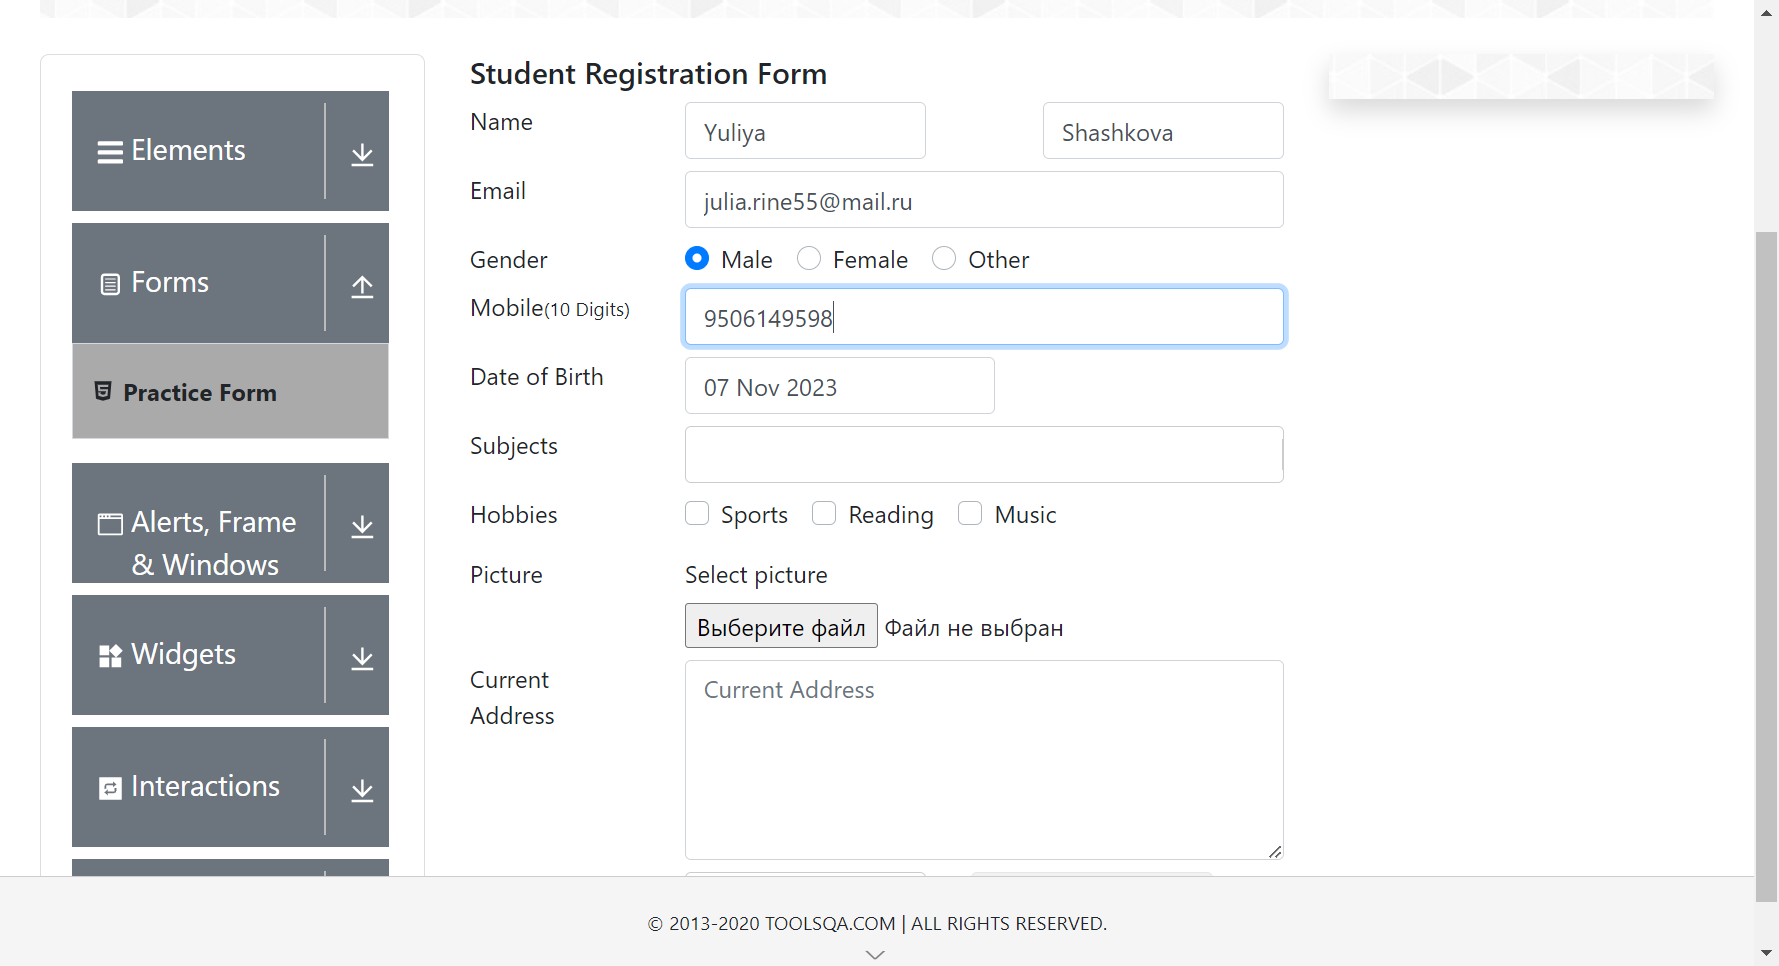 Elements
Forms
Practice Form
Alerts, Frame
& Windows
Widgets
Interactions
Student Registration Form
Name
Yuliya
Shashkova
Email
julia.rine55@mail.ru
Gender
Male
Female
Other
Mobile(10 Digits)
9506149598
Date of Birth
07 Nov 2023
Subjects
Hobbies
Sports
Reading
Music
Picture
Select picture
Выберите файл
Файл не выбран
Current
Address
Current Address
© 2013-2020 TOOLSQA.COM | ALL RIGHTS RESERVED.